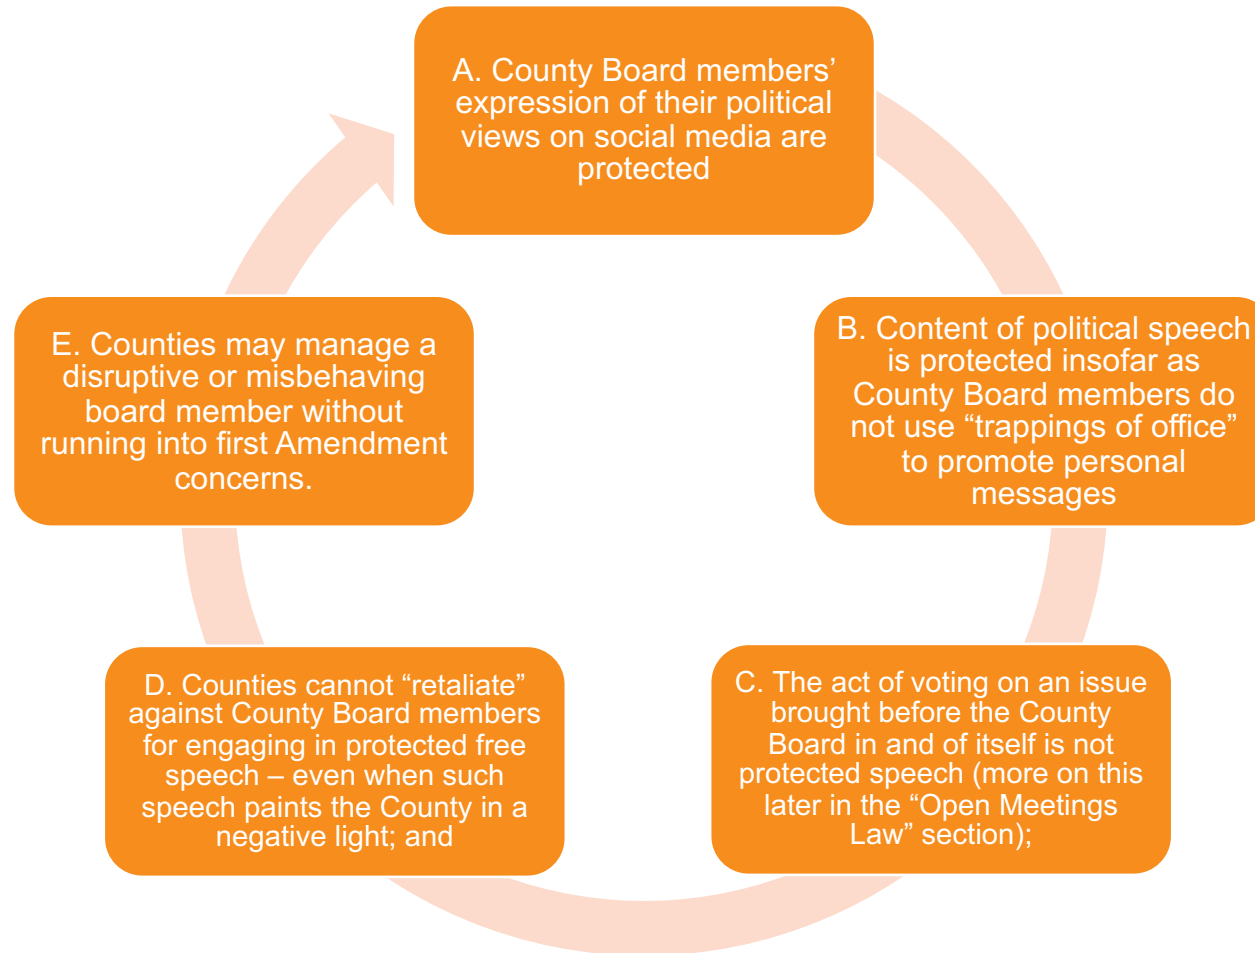 A. County Board members’
expression of their political
views on social media are
protected
B. Content of political speech
is protected insofar as
County Board members do
not use “trappings of office”
to promote personal
messages
C. The act of voting on an issue
brought before the County
Board in and of itself is not
protected speech (more on this
later in the “Open Meetings
Law” section);
D. Counties cannot “retaliate”
against County Board members
for engaging in protected free
speech – even when such
speech paints the County in a
negative light; and
E. Counties may manage a
disruptive or misbehaving
board member without
running into first Amendment
concerns.